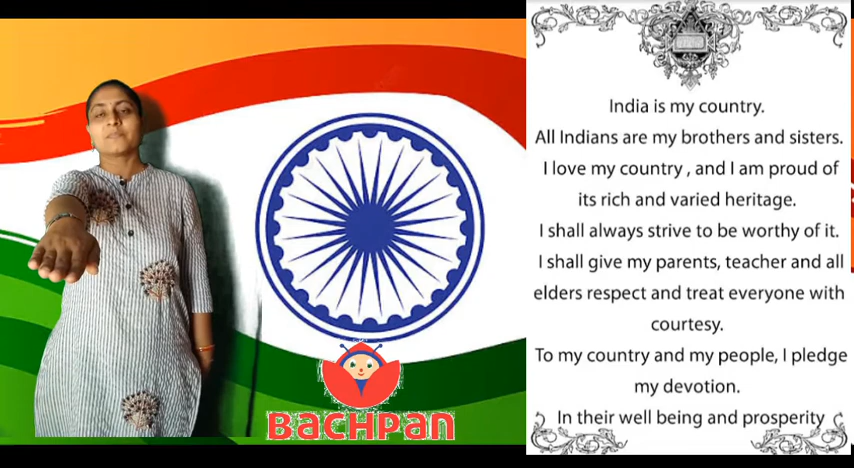 India is my country.
All Indians are my brothers and sisters.
I love my country , and I am proud of
its rich and varied heritage.
I shall always strive to be worthy of it.
I shall give my parents, teacher and all
elders respect and treat everyone with
courtesy.
To my country and my people, I pledge
my devotion.
In their well being and prosperity
BACHPAN